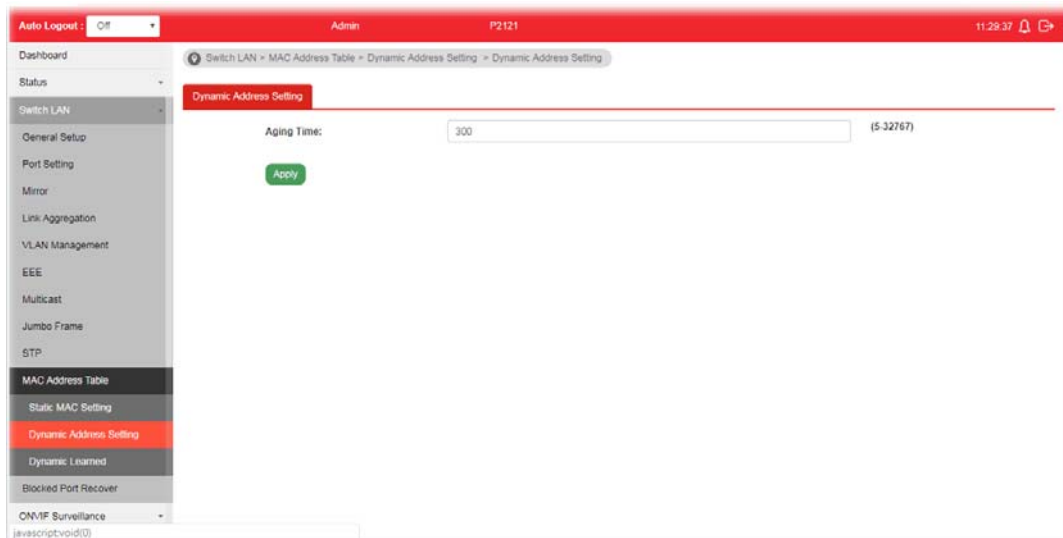 Auto Logout : Off Admin P2121 11:29:37
Dashboard
Status
Switch LAN
General Setup
Port Setting
Mirror
Link Aggregation
VLAN Management
EEE
Multicast
Jumbo Frame
STP
MAC Address Table
Static MAC Setting
Dynamic Address Setting
Dynamic Learned
Blocked Port Recover
ONVIF Surveillance
javascript:void(0)
Switch LAN > MAC Address Table > Dynamic Address Setting > Dynamic Address Setting
Dynamic Address Setting
Aging Time: 300 (5-32767)
Apply